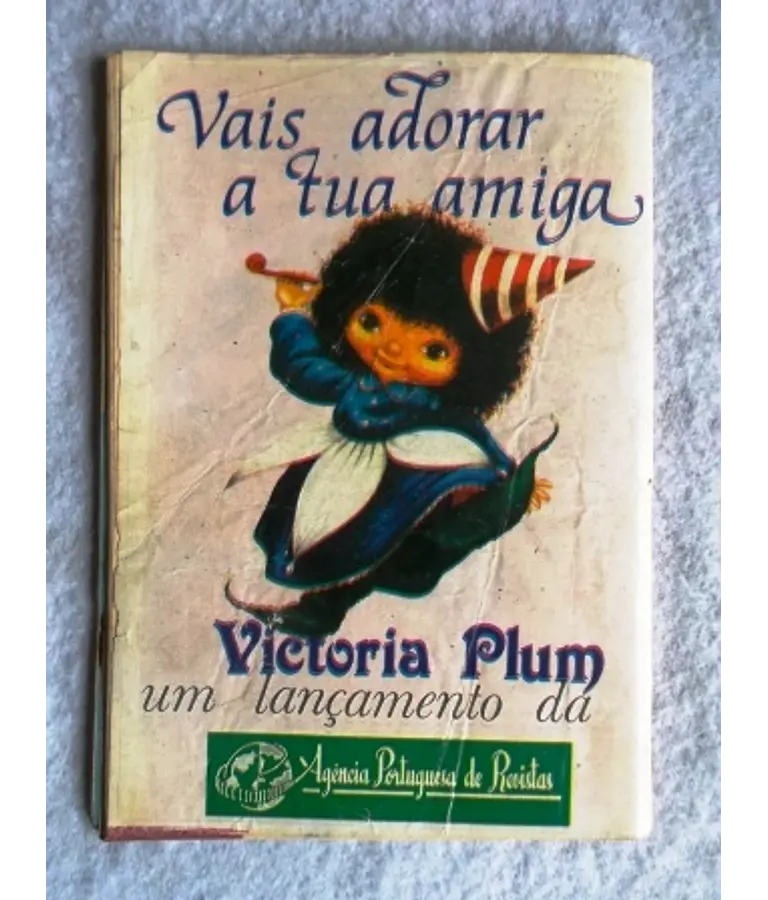 Vais adorar
a tua amiga
Victoria Plum
um lançamento da
Agência Portuguesa de Revistas